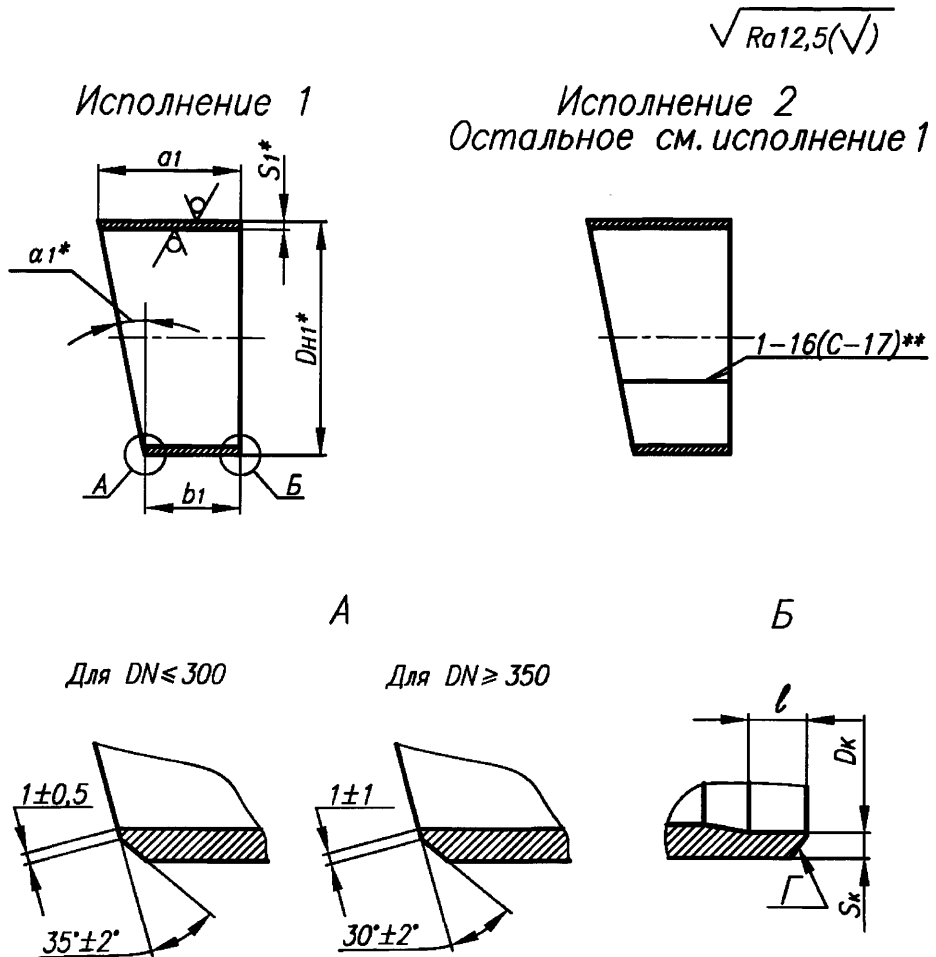 Ra12,5(√)
Исполнение 1
Исполнение 2
Остальное см. исполнение 1
a1
S1*
α1*
Dн1*
А
b1
Б
1-16(С-17)**
А
Б
Для DN≤300
Для DN≥350
ℓ
Dк
1±0,5
1±1
Г
Sк
35°±2°
30°±2°